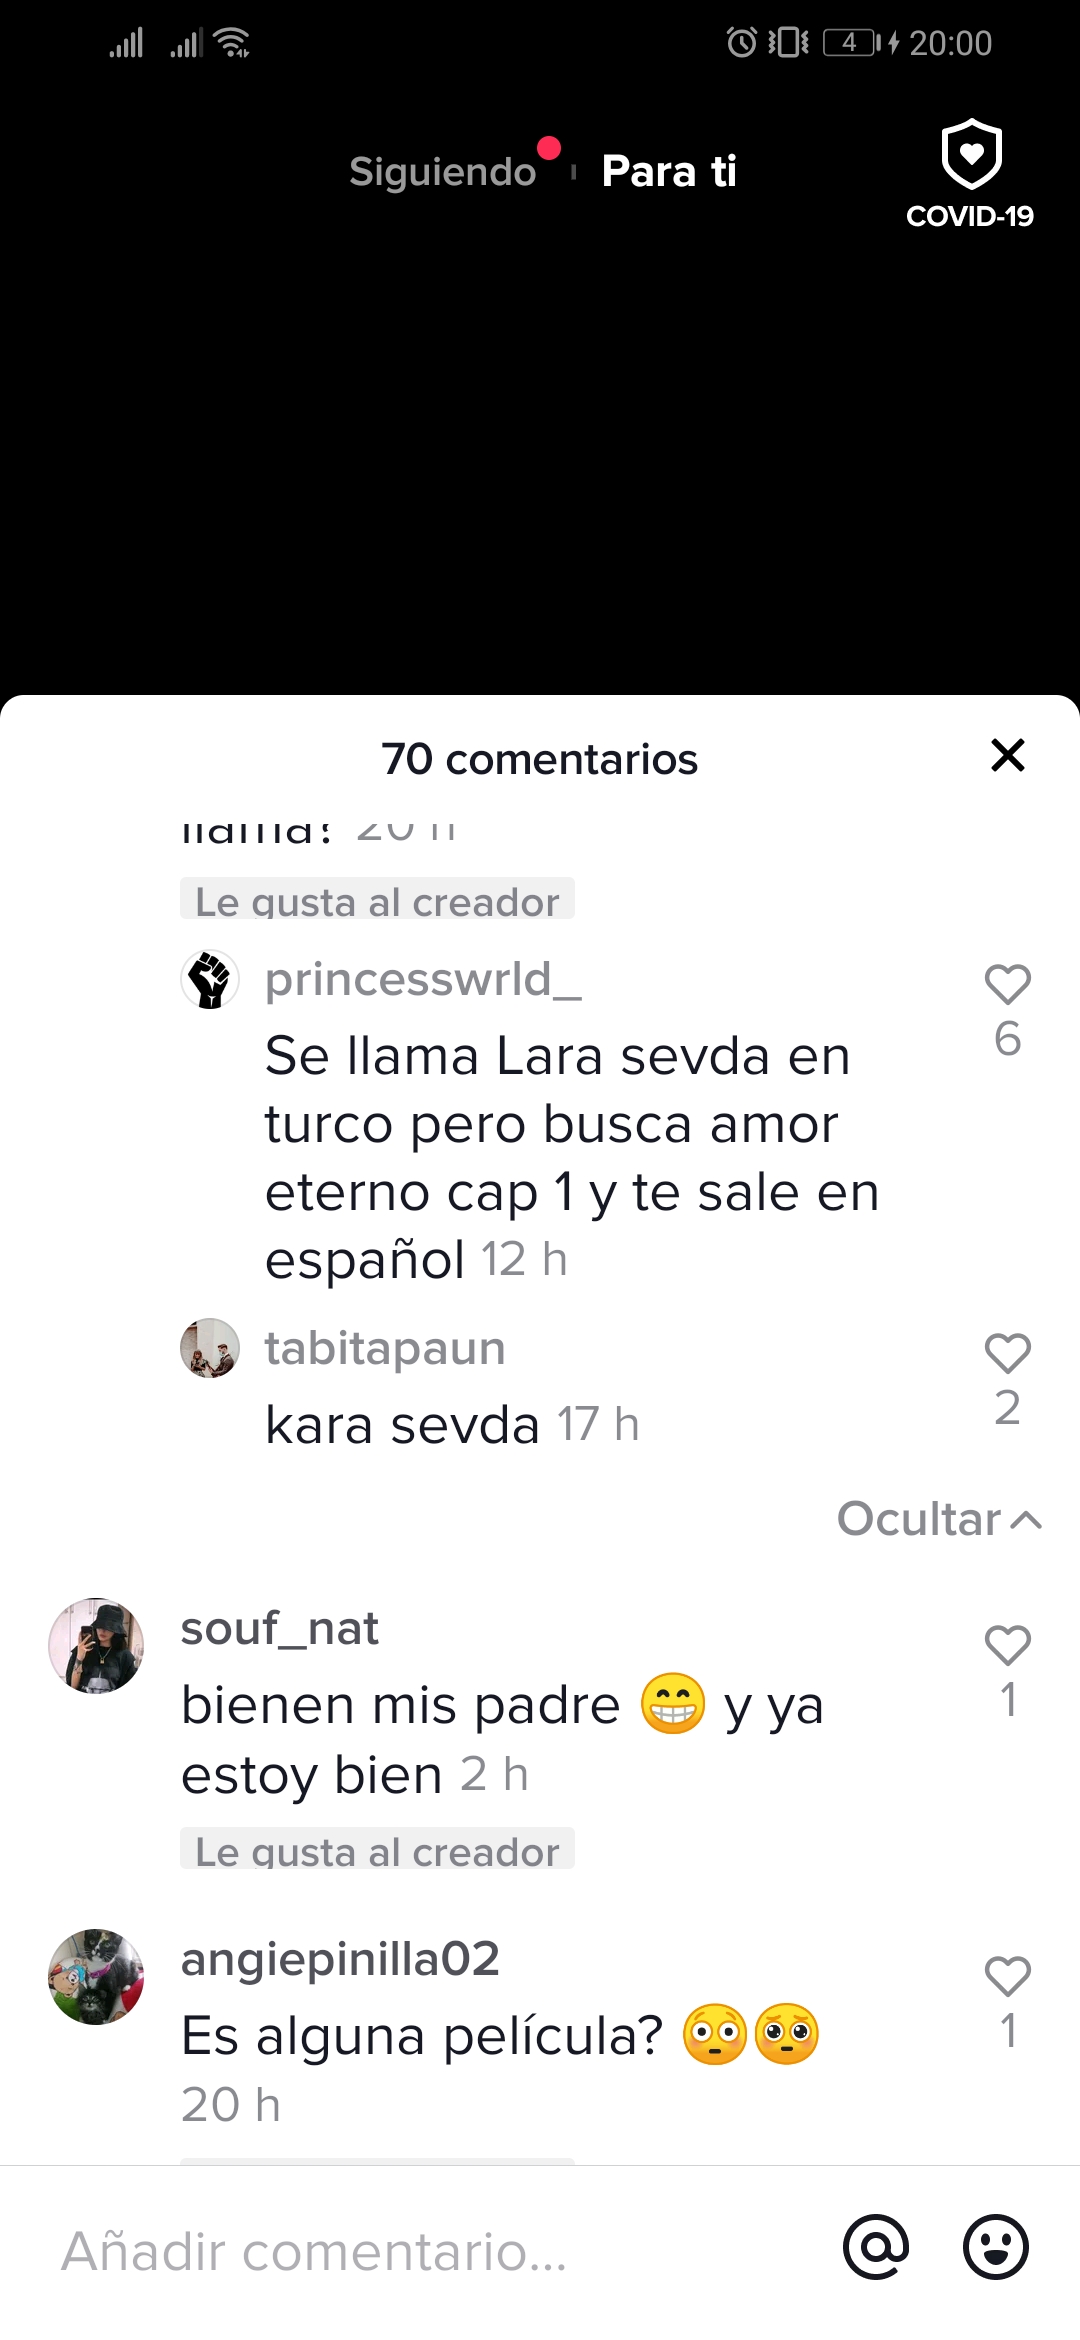 4 20:00
Siguiendo Para ti
COVID-19
70 comentarios
llama? 20 h
Le gusta al creador
princesswrld_
Se llama Lara sevda en
6
turco pero busca amor
eterno cap 1 y te sale en
español 12 h
tabitapaun
2
kara sevda 17 h
Ocultar
souf_nat
bienen mis padre 😁 y ya
1
estoy bien 2 h
Le gusta al creador
angiepinilla02
Es alguna película? 😳🥺
1
20 h
Añadir comentario...